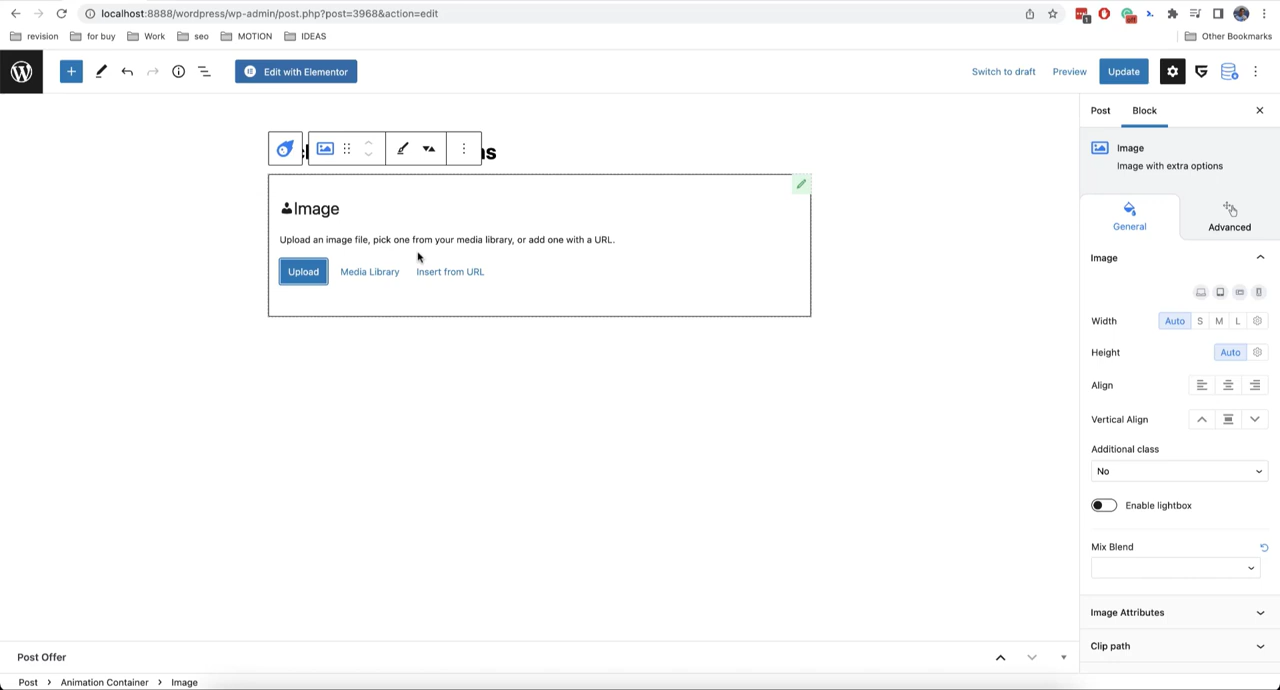 localhost:8888/wordpress/wp-admin/post.php?post=3968&action=edit
revision for buy Work seo MOTION IDEAS Other Bookmarks
Edit with Elementor Switch to draft Preview Update
Post Block
Image
Image with extra options
General Advanced
Image
Upload an image file, pick one from your media library, or add one with a URL.
Upload Media Library Insert from URL
Image
Width Auto S M L
Height Auto
Align
Vertical Align
Additional class
No
Enable lightbox
Mix Blend
Image Attributes
Clip path
Post Offer
Post > Animation Container > Image